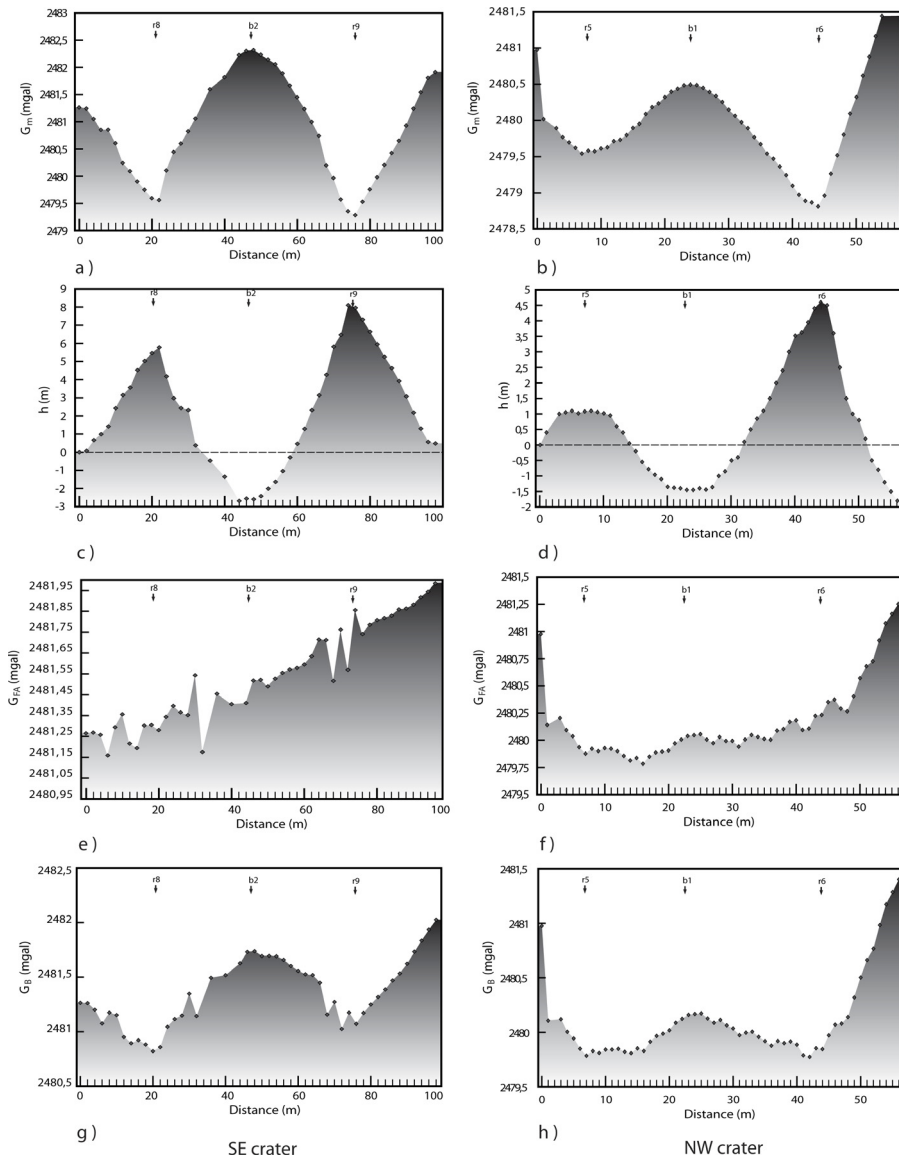 2483
2482,5
2482
2481,5
2481
2480,5
2480
2479,5
2479
Gm (mgal)
r8
b2
r9
0 20 40 60 80 100
Distance (m)
a )
2481,5
2481
2480,5
2480
2479,5
2479
2478,5
Gm (mgal)
r5
b1
r6
0 10 20 30 40 50
Distance (m)
b )
9
8
7
6
5
4
3
2
1
0
-1
-2
-3
h (m)
r8
b2
r9
0 20 40 60 80 100
Distance (m)
c )
5
4,5
4
3,5
3
2,5
2
1,5
1
0,5
0
-0,5
-1
-1,5
-2
h (m)
r5
b1
r6
0 10 20 30 40 50
Distance (m)
d )
2481,95
2481,85
2481,75
2481,65
2481,55
2481,45
2481,35
2481,25
2481,15
2481,05
2480,95
GFA (mgal)
r8
b2
r9
0 20 40 60 80 100
Distance (m)
e )
2481,5
2481,25
2481
2480,75
2480,5
2480,25
2480
2479,75
2479,5
GFA (mgal)
r5
b1
r6
0 10 20 30 40 50
Distance (m)
f )
2482,5
2482
2481,5
2481
2480,5
GB (mgal)
r8
b2
r9
0 20 40 60 80 100
Distance (m)
g )
2481,5
2481
2480,5
2480
2479,5
GB (mgal)
r5
b1
r6
0 10 20 30 40 50
Distance (m)
h )
SE crater
NW crater